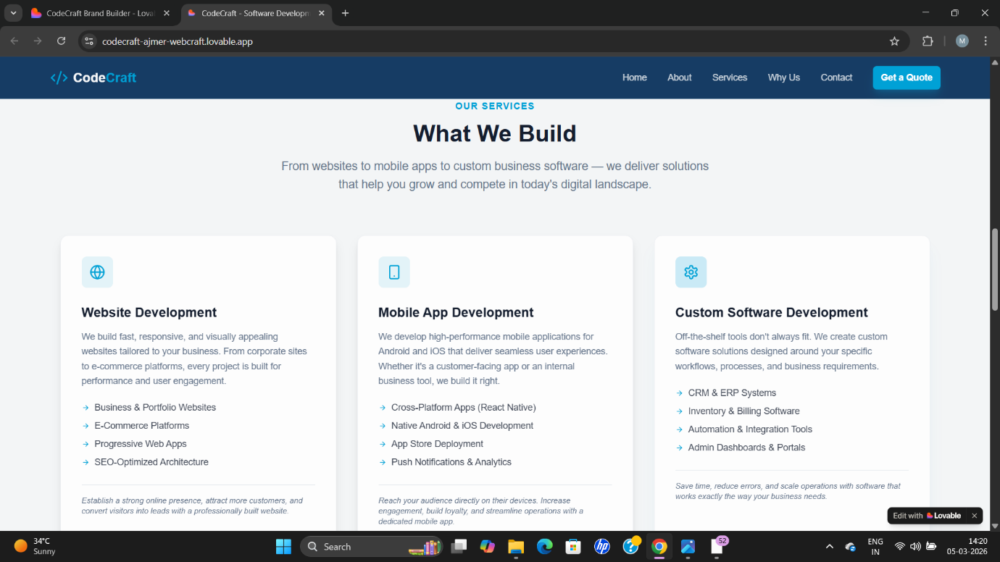 CodeCraft Brand Builder - Lova
CodeCraft - Software Developm
codecraft-ajmer-webcraft.lovable.app
M
</> CodeCraft
Home
About
Services
Why Us
Contact
Get a Quote
OUR SERVICES
What We Build
From websites to mobile apps to custom business software — we deliver solutions
that help you grow and compete in today's digital landscape.
Website Development
We build fast, responsive, and visually appealing
websites tailored to your business. From corporate sites
to e-commerce platforms, every project is built for
performance and user engagement.
→ Business & Portfolio Websites
→ E-Commerce Platforms
→ Progressive Web Apps
→ SEO-Optimized Architecture
Establish a strong online presence, attract more customers, and
convert visitors into leads with a professionally built website.
Mobile App Development
We develop high-performance mobile applications for
Android and iOS that deliver seamless user experiences.
Whether it's a customer-facing app or an internal
business tool, we build it right.
→ Cross-Platform Apps (React Native)
→ Native Android & iOS Development
→ App Store Deployment
→ Push Notifications & Analytics
Reach your audience directly on their devices. Increase
engagement, build loyalty, and streamline operations with a
dedicated mobile app.
Custom Software Development
Off-the-shelf tools don't always fit. We create custom
software solutions designed around your specific
workflows, processes, and business requirements.
→ CRM & ERP Systems
→ Inventory & Billing Software
→ Automation & Integration Tools
→ Admin Dashboards & Portals
Save time, reduce errors, and scale operations with software that
works exactly the way your business needs.
Edit with Lovable
34°C
Sunny
Search
hp
?
52
ENG
IN
14:20
05-03-2026